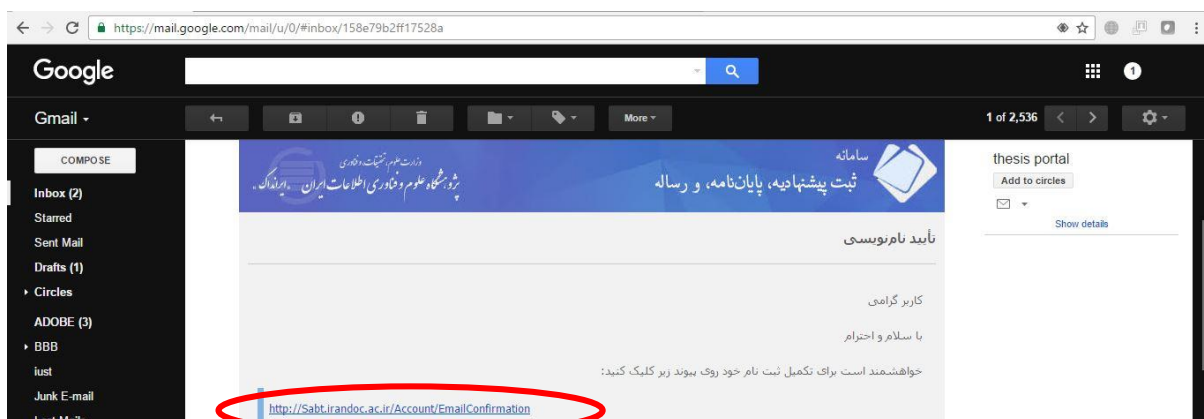 https://mail.google.com/mail/u/0/#inbox/158e79b2ff17528a
Google
1
Gmail
More
1 of 2,536
COMPOSE
Inbox (2)
Starred
Sent Mail
Drafts (1)
Circles
ADOBE (3)
BBB
iust
Junk E-mail
سامانه
ثبت پیشنهادیه، پایان‌نامه، و رساله
وزارت علوم، تحقیقات، و فناوری
پژوهشگاه علوم و فناوری اطلاعات ایران (ایرانداک)
تأیید نام‌نویسی
کاربر گرامی
با سلام و احترام
خواهشمند است برای تکمیل ثبت نام خود روی پیوند زیر کلیک کنید:
http://Sabt.irandoc.ac.ir/Account/EmailConfirmation
thesis portal
Add to circles
Show details